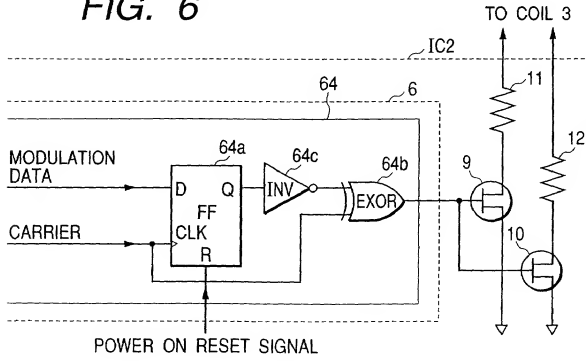 FIG. 6
TO COIL 3
IC2
11
6
64
12
64a
64c
64b
9
MODULATION
DATA
D
Q
INV
EXOR
FF
CARRIER
CLK
10
R
POWER ON RESET SIGNAL